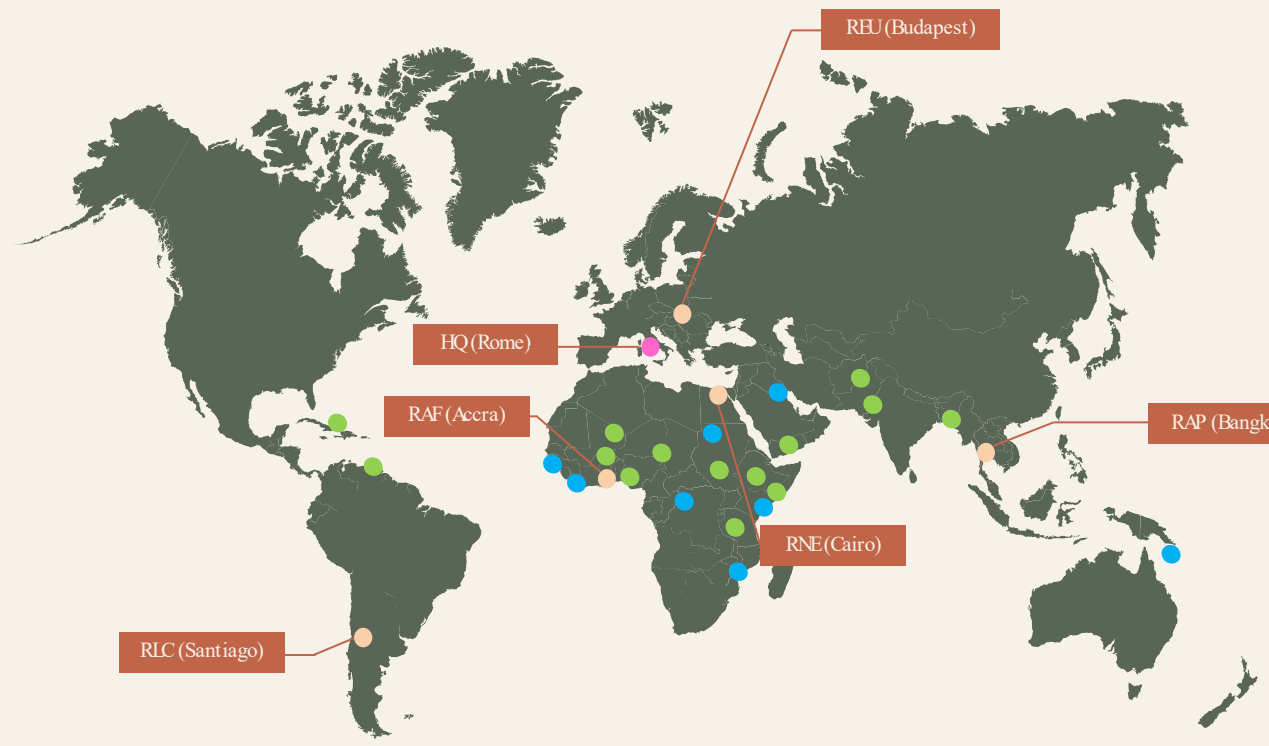 REU (Budapest)
HQ (Rome)
RAF (Accra)
RAP (Bangk
RNE (Cairo)
RLC (Santiago)